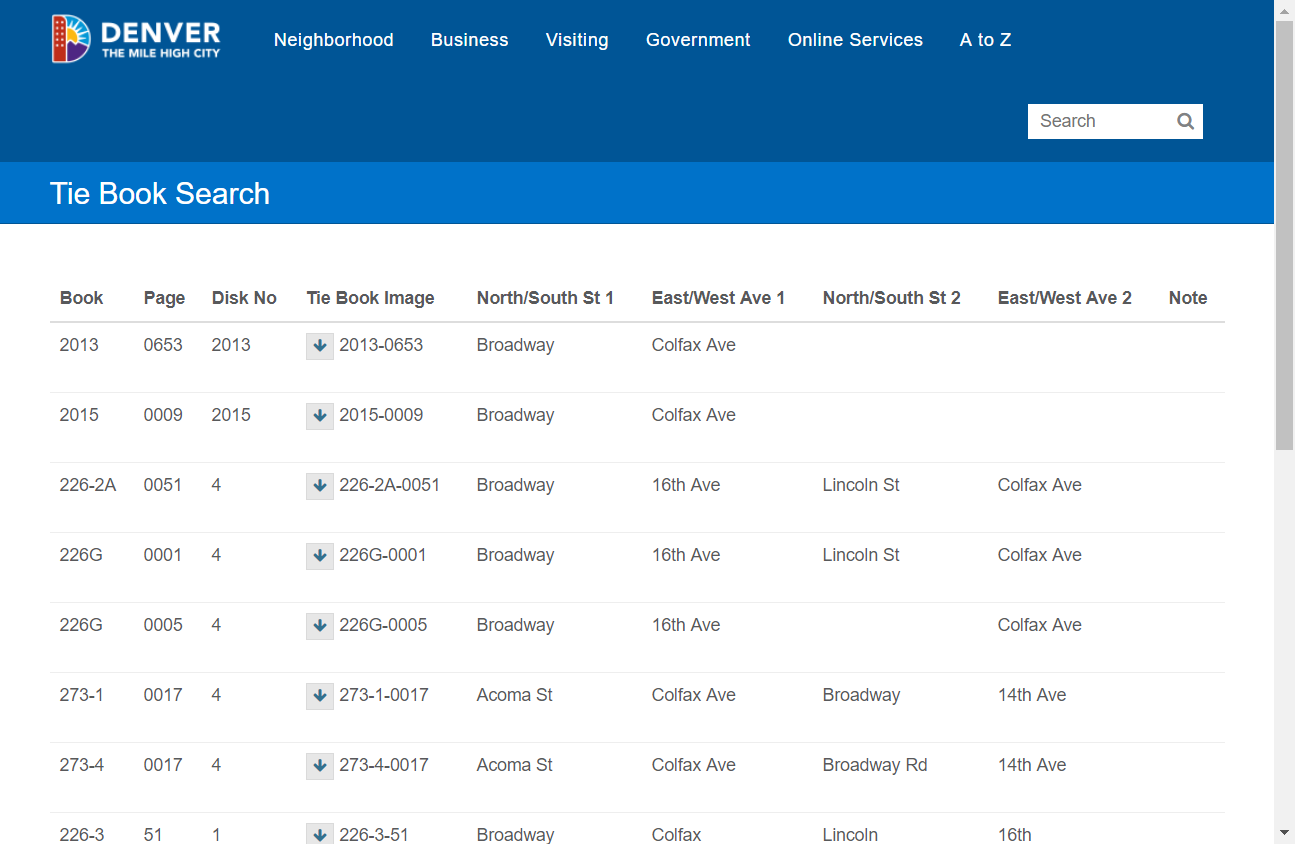 DENVER
THE MILE HIGH CITY
Neighborhood Business Visiting Government Online Services A to Z
Search
Tie Book Search
Book Page Disk No Tie Book Image North/South St 1 East/West Ave 1 North/South St 2 East/West Ave 2 Note
2013 0653 2013 2013-0653 Broadway Colfax Ave
2015 0009 2015 2015-0009 Broadway Colfax Ave
226-2A 0051 4 226-2A-0051 Broadway 16th Ave Lincoln St Colfax Ave
226G 0001 4 226G-0001 Broadway 16th Ave Lincoln St Colfax Ave
226G 0005 4 226G-0005 Broadway 16th Ave Colfax Ave
273-1 0017 4 273-1-0017 Acoma St Colfax Ave Broadway 14th Ave
273-4 0017 4 273-4-0017 Acoma St Colfax Ave Broadway Rd 14th Ave
226-3 51 1 226-3-51 Broadway Colfax Lincoln 16th